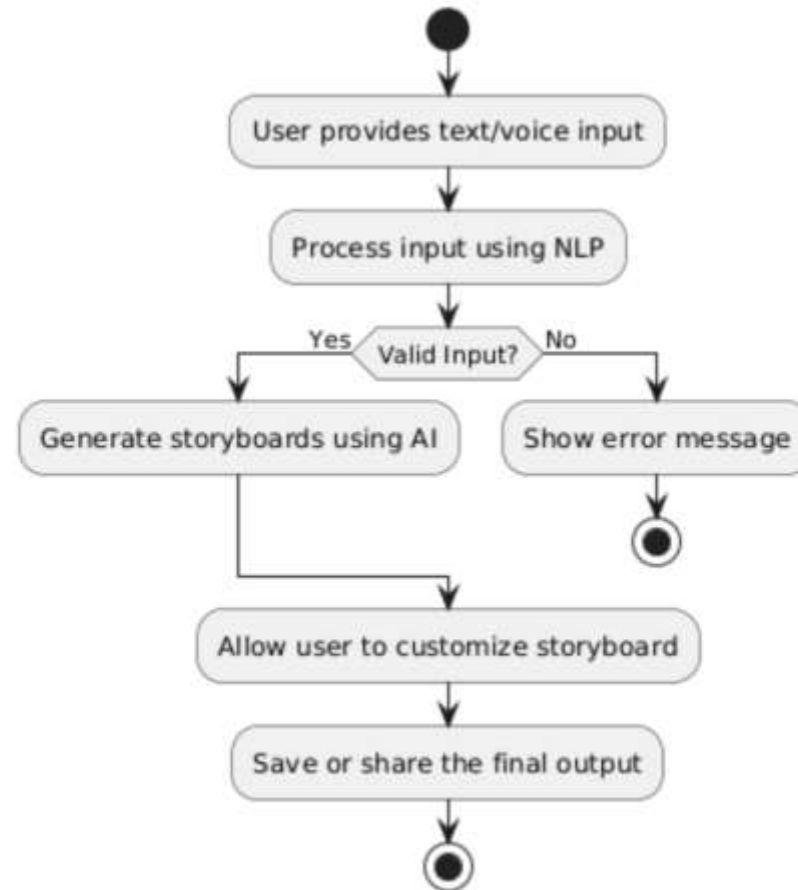 User provides text/voice input
Process input using NLP
Yes
Valid Input?
No
Generate storyboards using AI
Show error message
Allow user to customize storyboard
Save or share the final output